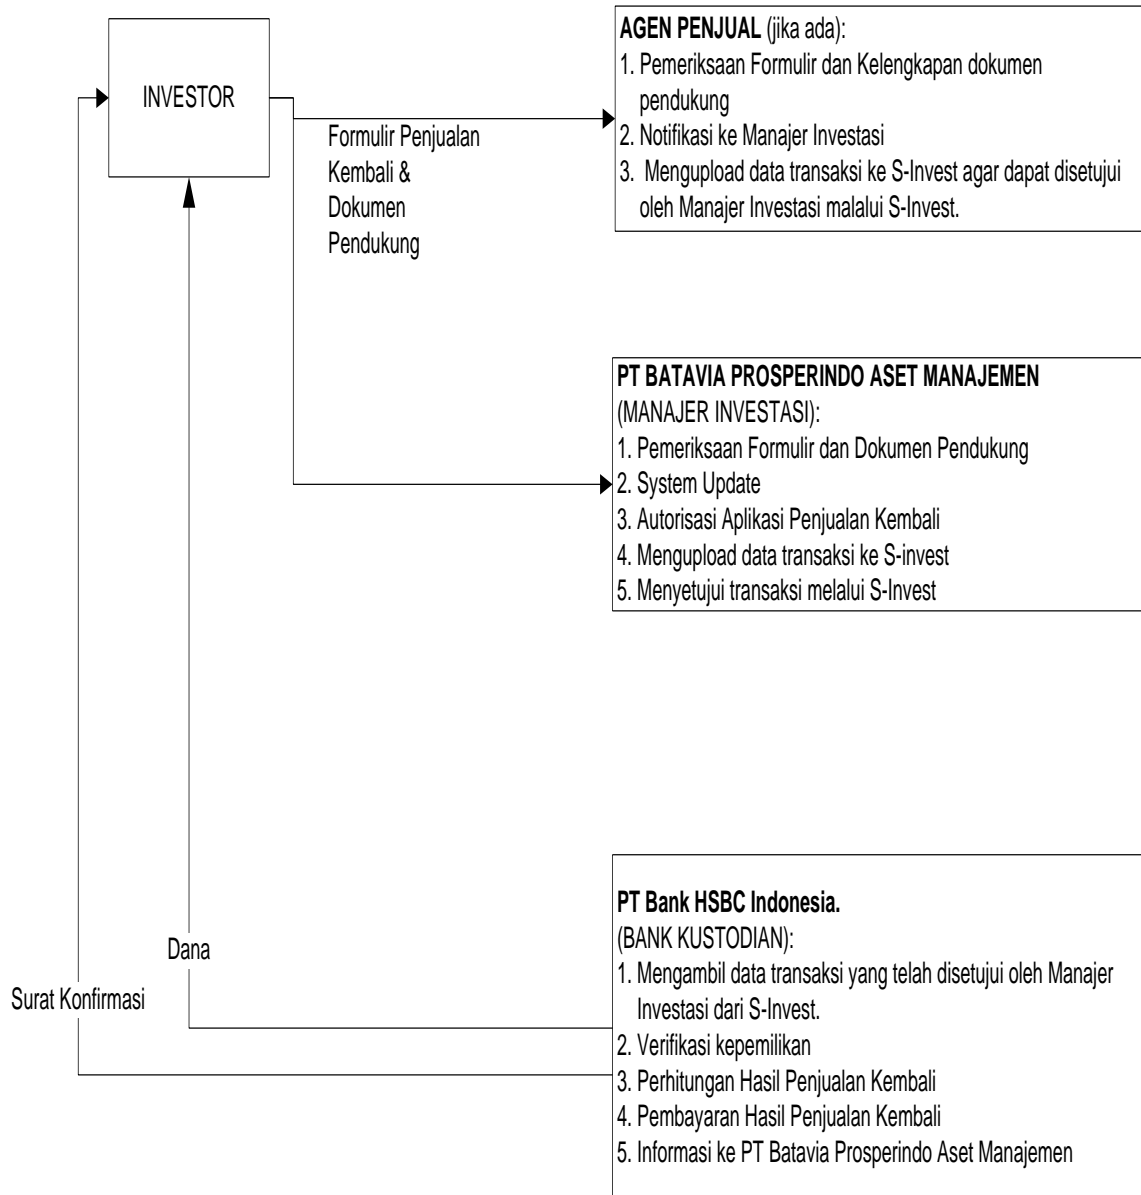 INVESTOR
Formulir Penjualan
Kembali &
Dokumen
Pendukung
AGEN PENJUAL (jika ada):
1. Pemeriksaan Formulir dan Kelengkapan dokumen
pendukung
2. Notifikasi ke Manajer Investasi
3. Mengupload data transaksi ke S-Invest agar dapat disetujui
oleh Manajer Investasi malalui S-Invest.
PT BATAVIA PROSPERINDO ASET MANAJEMEN
(MANAJER INVESTASI):
1. Pemeriksaan Formulir dan Dokumen Pendukung
2. System Update
3. Autorisasi Aplikasi Penjualan Kembali
4. Mengupload data transaksi ke S-invest
5. Menyetujui transaksi melalui S-Invest
Dana
Surat Konfirmasi
PT Bank HSBC Indonesia.
(BANK KUSTODIAN):
1. Mengambil data transaksi yang telah disetujui oleh Manajer
Investasi dari S-Invest.
2. Verifikasi kepemilikan
3. Perhitungan Hasil Penjualan Kembali
4. Pembayaran Hasil Penjualan Kembali
5. Informasi ke PT Batavia Prosperindo Aset Manajemen